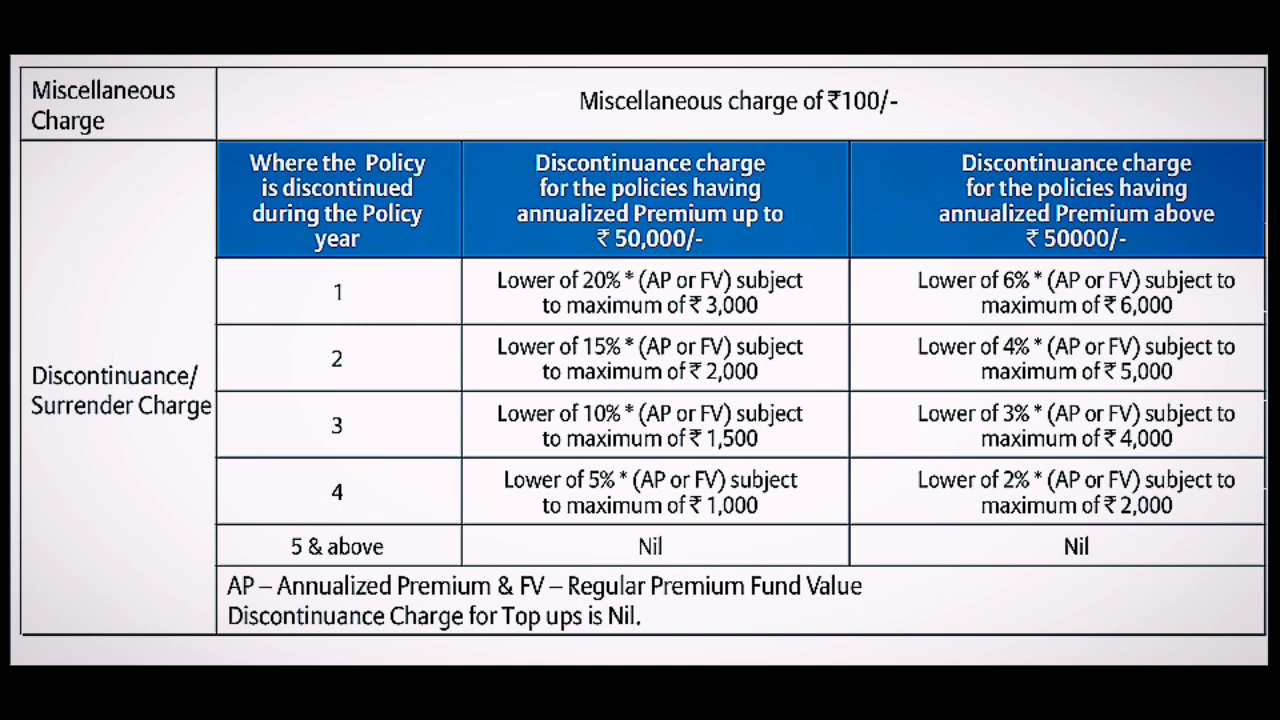 Miscellaneous
Charge
Miscellaneous charge of ₹100/-
Discontinuance/
Surrender Charge
Where the Policy
is discontinued
during the Policy
year
Discontinuance charge
for the policies having
annualized Premium up to
₹ 50,000/-
Discontinuance charge
for the policies having
annualized Premium above
₹ 50000/-
1
Lower of 20% * (AP or FV) subject
to maximum of ₹ 3,000
Lower of 6% * (AP or FV) subject to
maximum of ₹ 6,000
2
Lower of 15% * (AP or FV) subject
to maximum of ₹ 2,000
Lower of 4% * (AP or FV) subject to
maximum of ₹ 5,000
3
Lower of 10% * (AP or FV) subject
to maximum of ₹ 1,500
Lower of 3% * (AP or FV) subject to
maximum of ₹ 4,000
4
Lower of 5% * (AP or FV) subject
to maximum of ₹ 1,000
Lower of 2% * (AP or FV) subject to
maximum of ₹ 2,000
5 & above
Nil
Nil
AP – Annualized Premium & FV – Regular Premium Fund Value
Discontinuance Charge for Top ups is Nil.